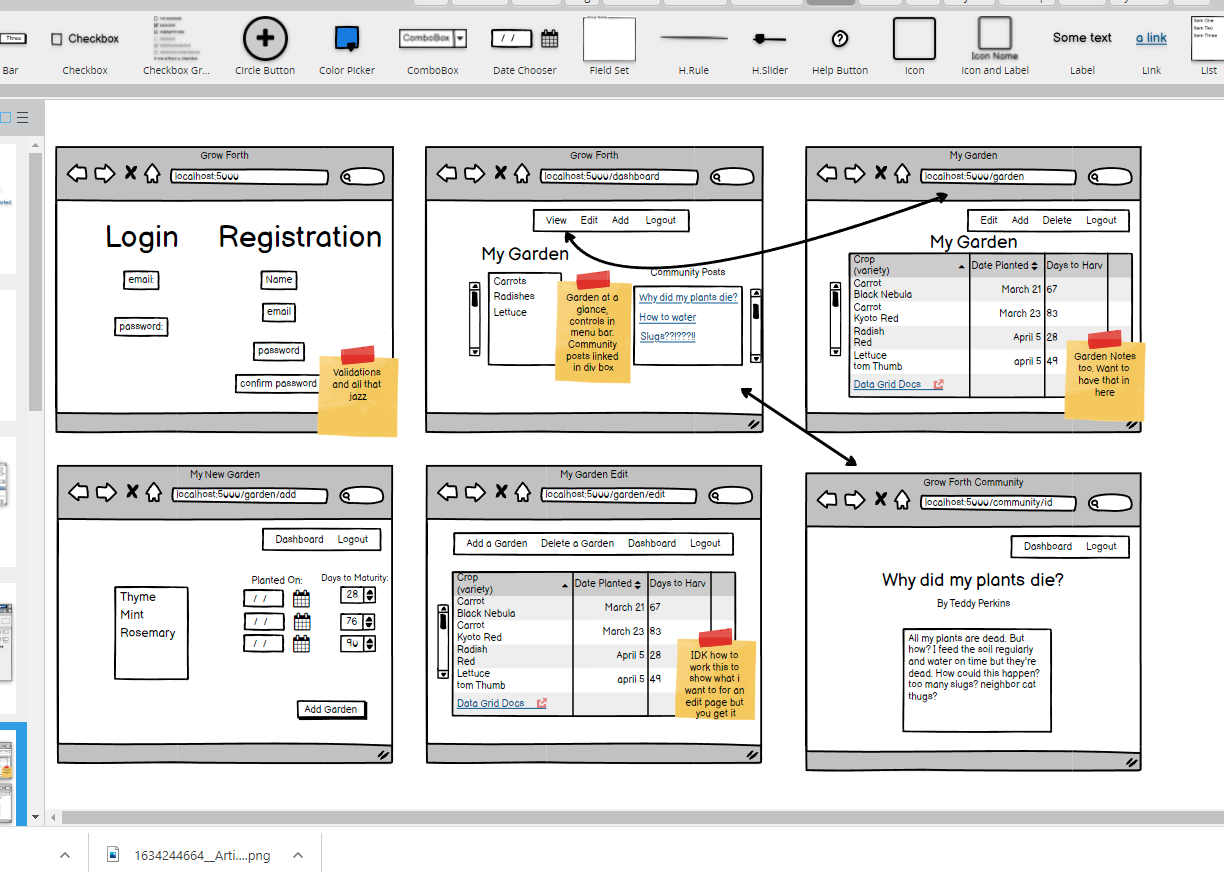 Three
Checkbox
ComboBox
/ /
Some text
a link
Item One
Item Two
Item Three
Bar
Checkbox
Checkbox Gr...
Circle Button
Color Picker
ComboBox
Date Chooser
Field Set
H.Rule
H.Slider
Help Button
Icon
Icon Name
Icon and Label
Label
Link
List
Grow Forth
localhost:5000
Login
Registration
email:
password:
Name
email
password
confirm password
Validations
and all that
jazz
Grow Forth
localhost:5000/dashboard
View Edit Add Logout
My Garden
Carrots
Radishes
Lettuce
Garden at a
glance,
controls in
menu bar.
Community
posts linked
in div box
Community Posts
Why did my plants die?
How to water
Slugs??!???!!
My Garden
localhost:5000/garden
Edit Add Delete Logout
My Garden
Crop
(variety) Date Planted Days to Harv
Carrot
Black Nebula March 21 67
Carrot
Kyoto Red March 23 83
Radish
Red April 5 28
Lettuce
tom Thumb april 5 49
Data Grid Docs
Garden Notes
too. Want to
have that in
here
My New Garden
localhost:5000/garden/add
Dashboard Logout
Planted On: Days to Maturity:
Thyme
Mint
Rosemary
/ / 28
/ / 76
/ / 90
Add Garden
My Garden Edit
localhost:5000/garden/edit
Add a Garden Delete a Garden Dashboard Logout
Crop
(variety) Date Planted Days to Harv
Carrot
Black Nebula March 21 67
Carrot
Kyoto Red March 23 83
Radish
Red April 5 28
Lettuce
tom Thumb april 5 49
Data Grid Docs
IDK how to
work this to
show what i
want to for an
edit page but
you get it
Grow Forth Community
localhost:5000/community/id
Dashboard Logout
Why did my plants die?
By Teddy Perkins
All my plants are dead. But
how? I feed the soil regularly
and water on time but they're
dead. How could this happen?
too many slugs? neighbor cat
thugs?
1634244664__Arti....png